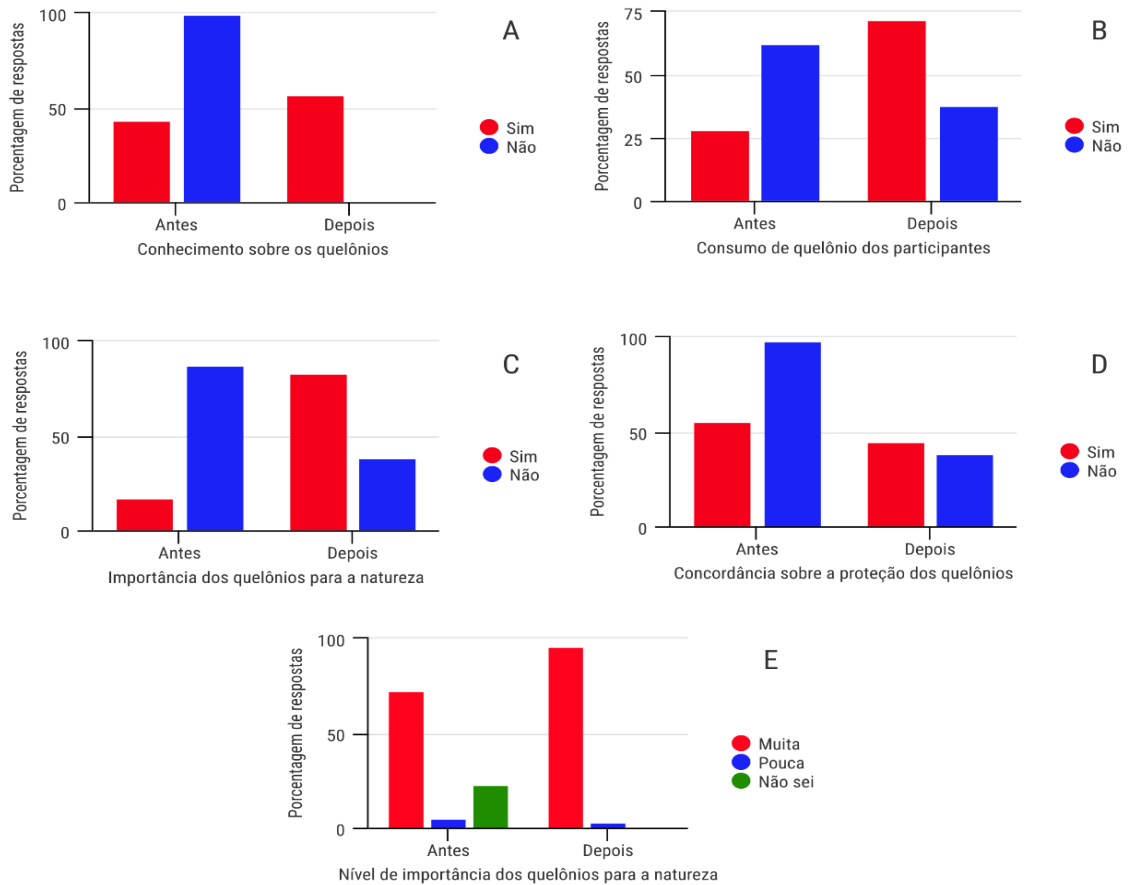 Porcentagem de respostas
100
50
0
A
Sim
Não
Antes
Depois
Conhecimento sobre os quelônios
Porcentagem de respostas
75
50
25
0
B
Sim
Não
Antes
Depois
Consumo de quelônio dos participantes
Porcentagem de respostas
100
50
0
C
Sim
Não
Antes
Depois
Importância dos quelônios para a natureza
Porcentagem de respostas
100
50
0
D
Sim
Não
Antes
Depois
Concordância sobre a proteção dos quelônios
Porcentagem de respostas
100
50
0
E
Muita
Pouca
Não sei
Antes
Depois
Nível de importância dos quelônios para a natureza